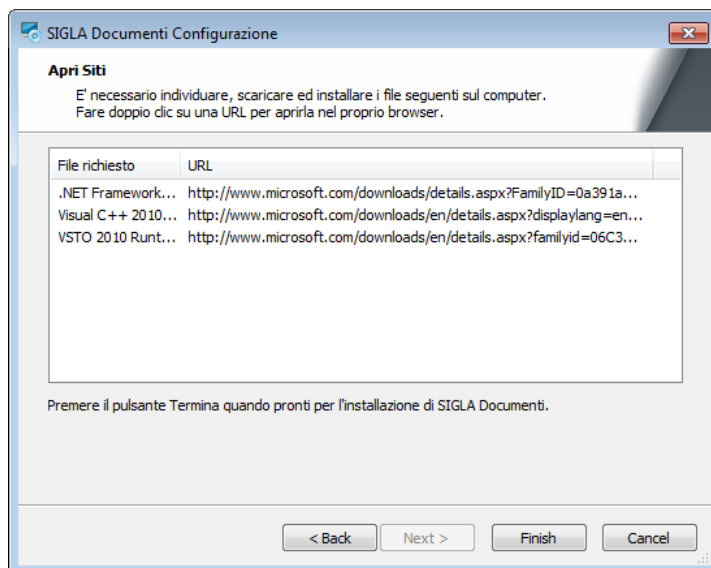 SIGLA Documenti Configurazione
Apri Siti
E' necessario individuare, scaricare ed installare i file seguenti sul computer.
Fare doppio clic su una URL per aprirla nel proprio browser.
File richiesto URL
.NET Framework... http://www.microsoft.com/downloads/details.aspx?FamilyID=0a391a...
Visual C++ 2010... http://www.microsoft.com/downloads/en/details.aspx?displaylang=en...
VSTO 2010 Runt... http://www.microsoft.com/downloads/en/details.aspx?familyid=06C3...
Premere il pulsante Termina quando pronti per l'installazione di SIGLA Documenti.
< Back Next > Finish Cancel